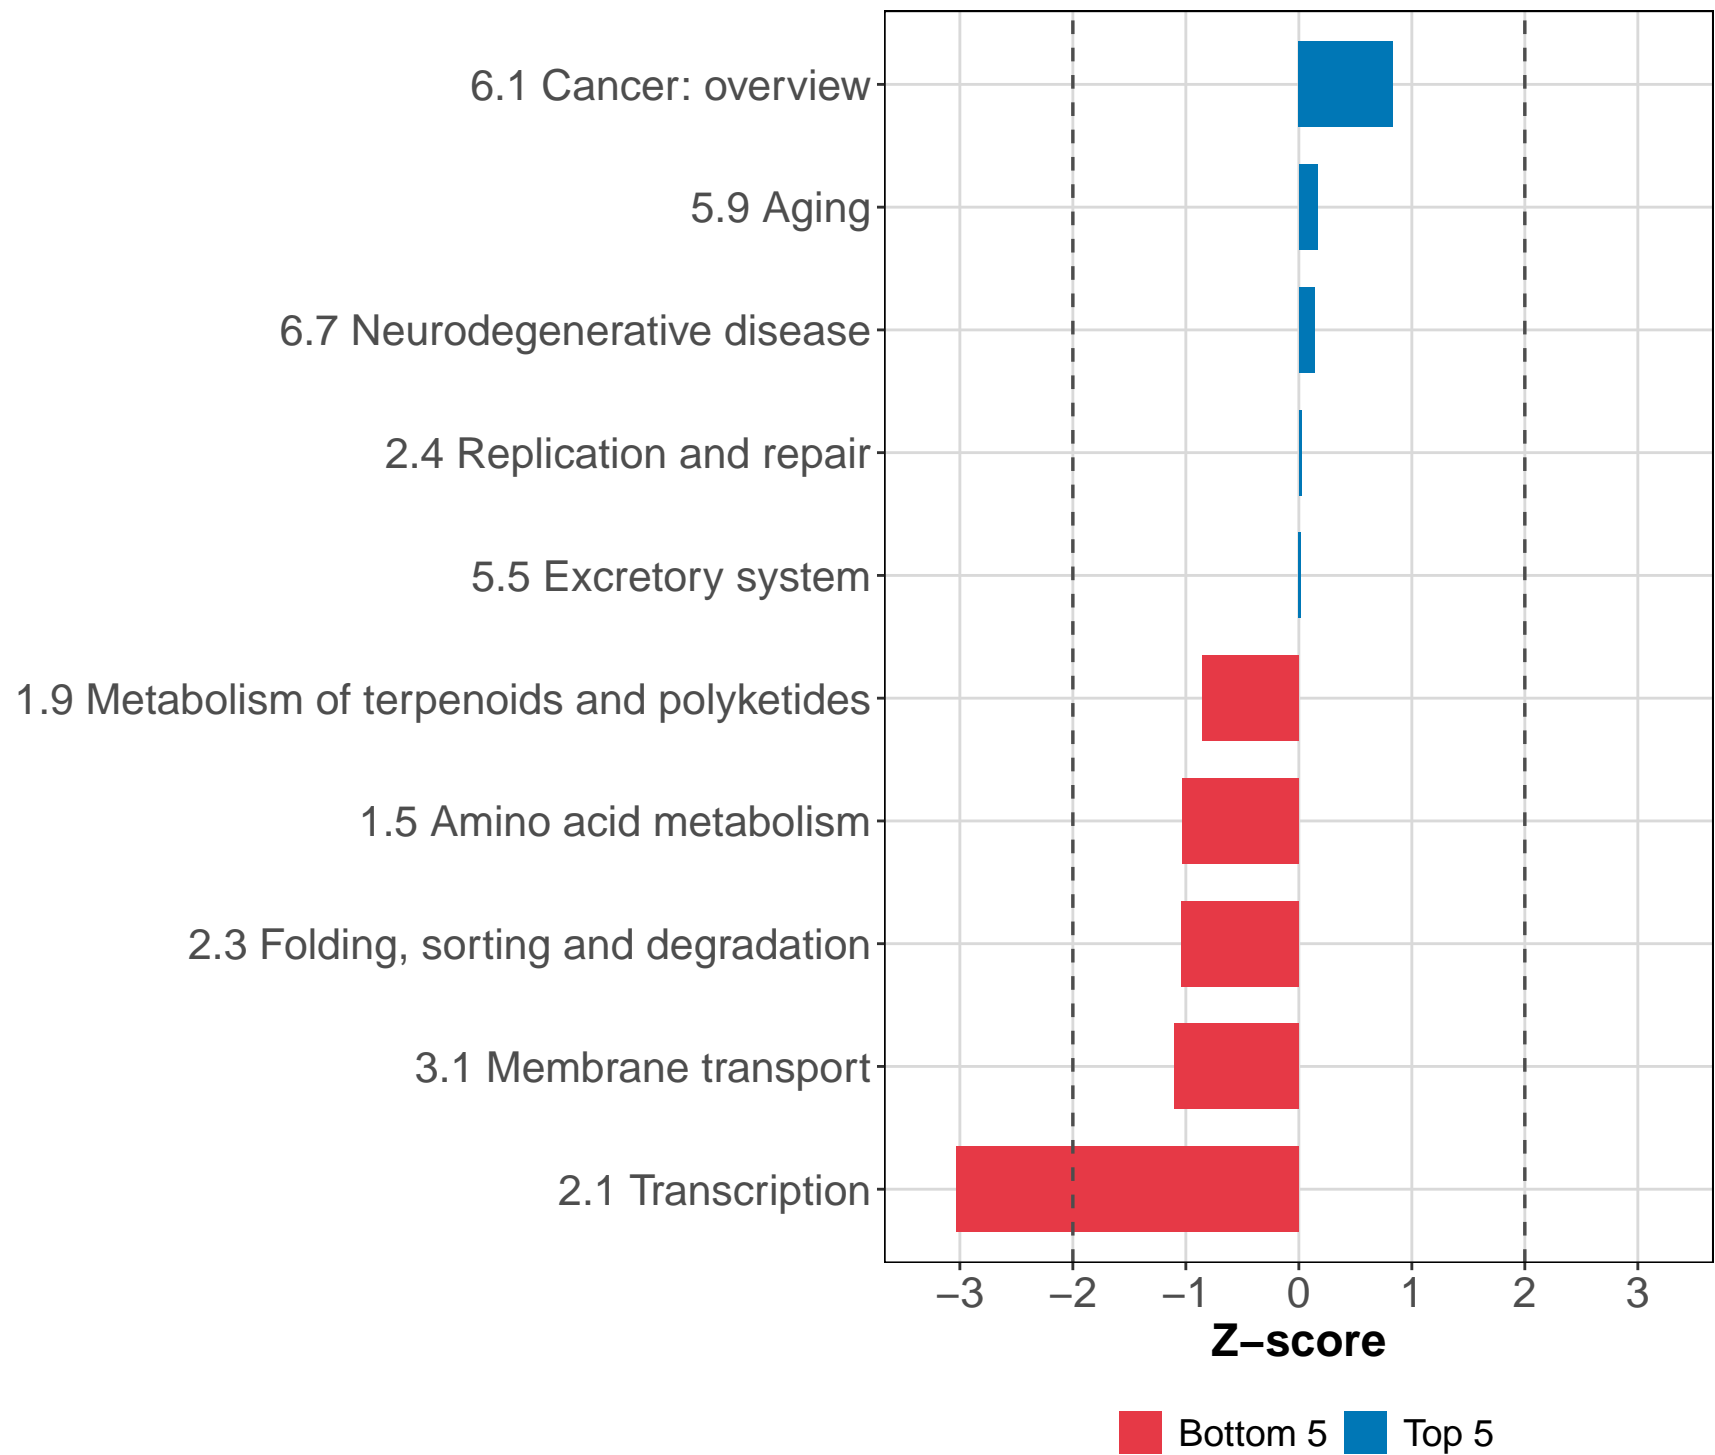 6.1 Cancer: overview
5.9 Aging
6.7 Neurodegenerative disease
2.4 Replication and repair
5.5 Excretory system
1.9 Metabolism of terpenoids and polyketides
1.5 Amino acid metabolism
2.3 Folding, sorting and degradation
3.1 Membrane transport
2.1 Transcription
−3 −2 −1 0 1 2 3
Z−score
Bottom 5 Top 5